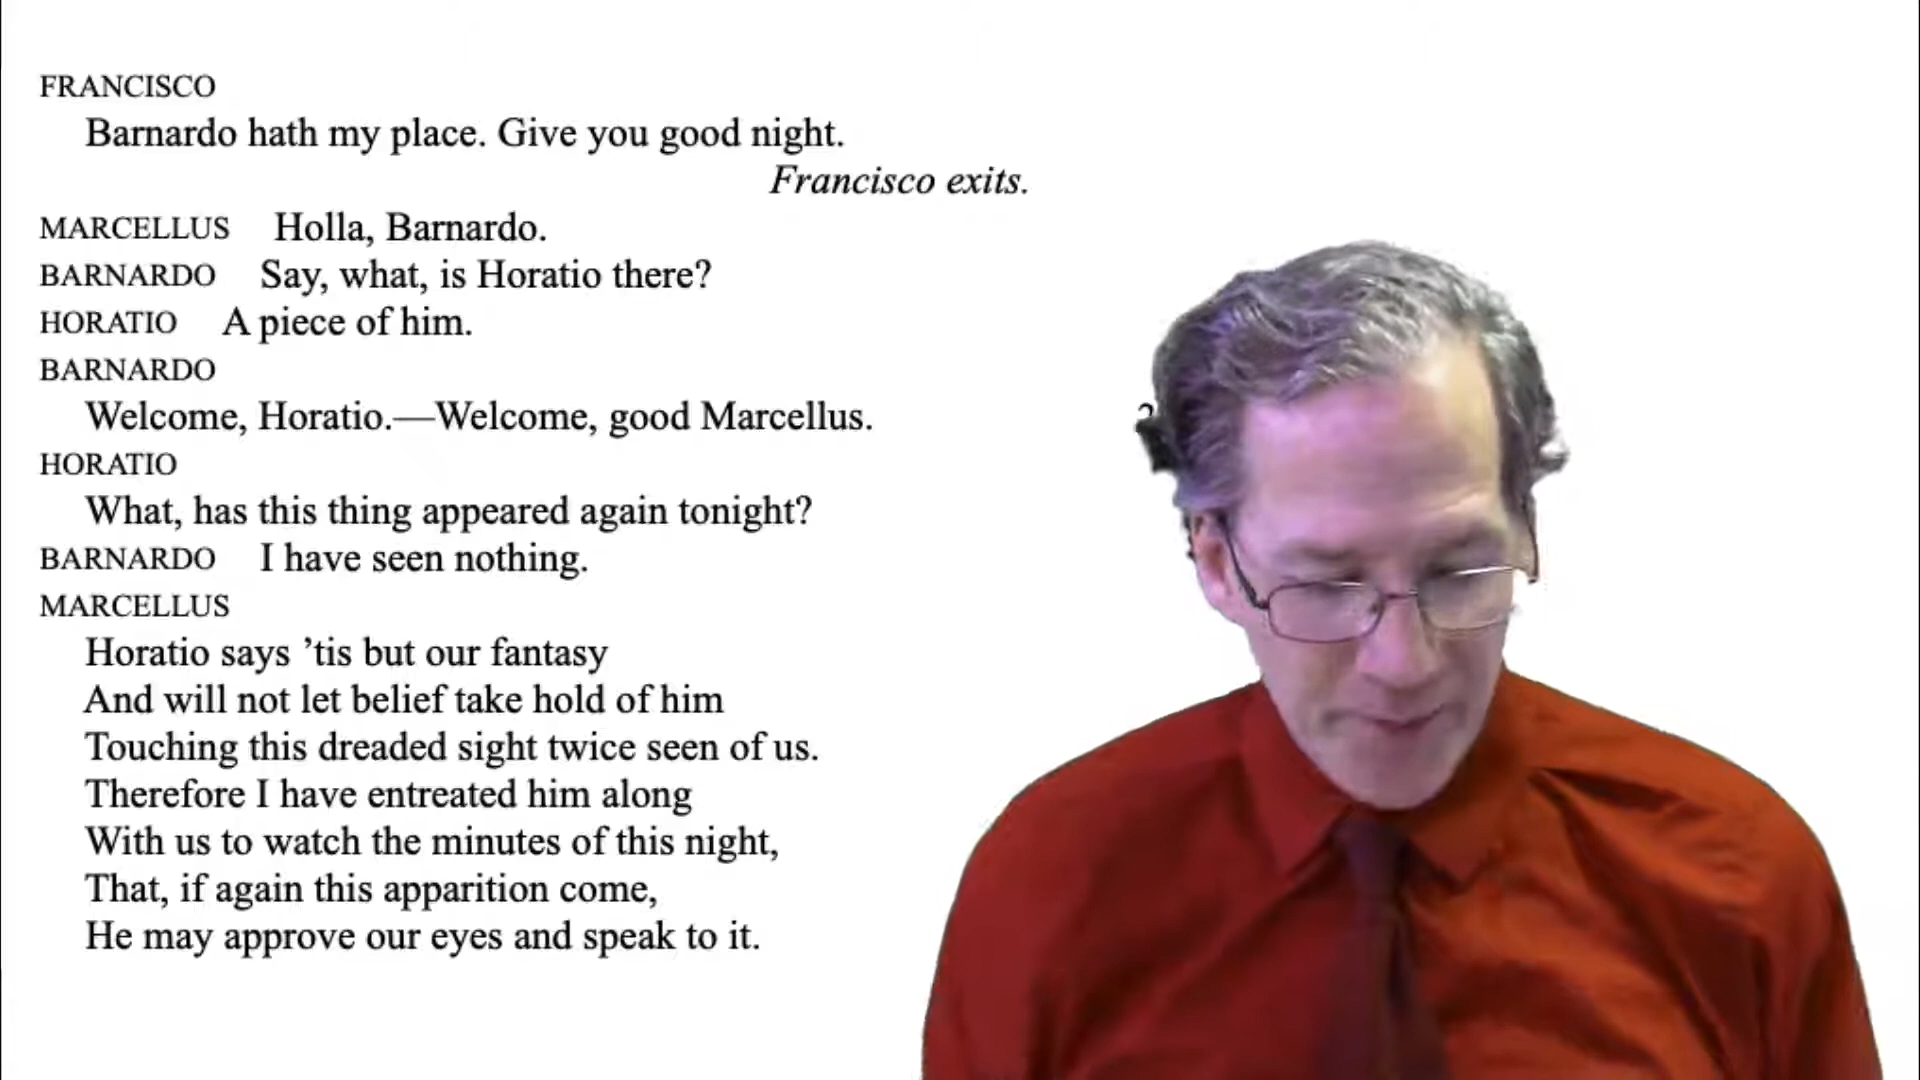 FRANCISCO
Barnardo hath my place. Give you good night.
Francisco exits.
MARCELLUS Holla, Barnardo.
BARNARDO Say, what, is Horatio there?
HORATIO A piece of him.
BARNARDO
Welcome, Horatio.—Welcome, good Marcellus.
HORATIO
What, has this thing appeared again tonight?
BARNARDO I have seen nothing.
MARCELLUS
Horatio says ’tis but our fantasy
And will not let belief take hold of him
Touching this dreaded sight twice seen of us.
Therefore I have entreated him along
With us to watch the minutes of this night,
That, if again this apparition come,
He may approve our eyes and speak to it.